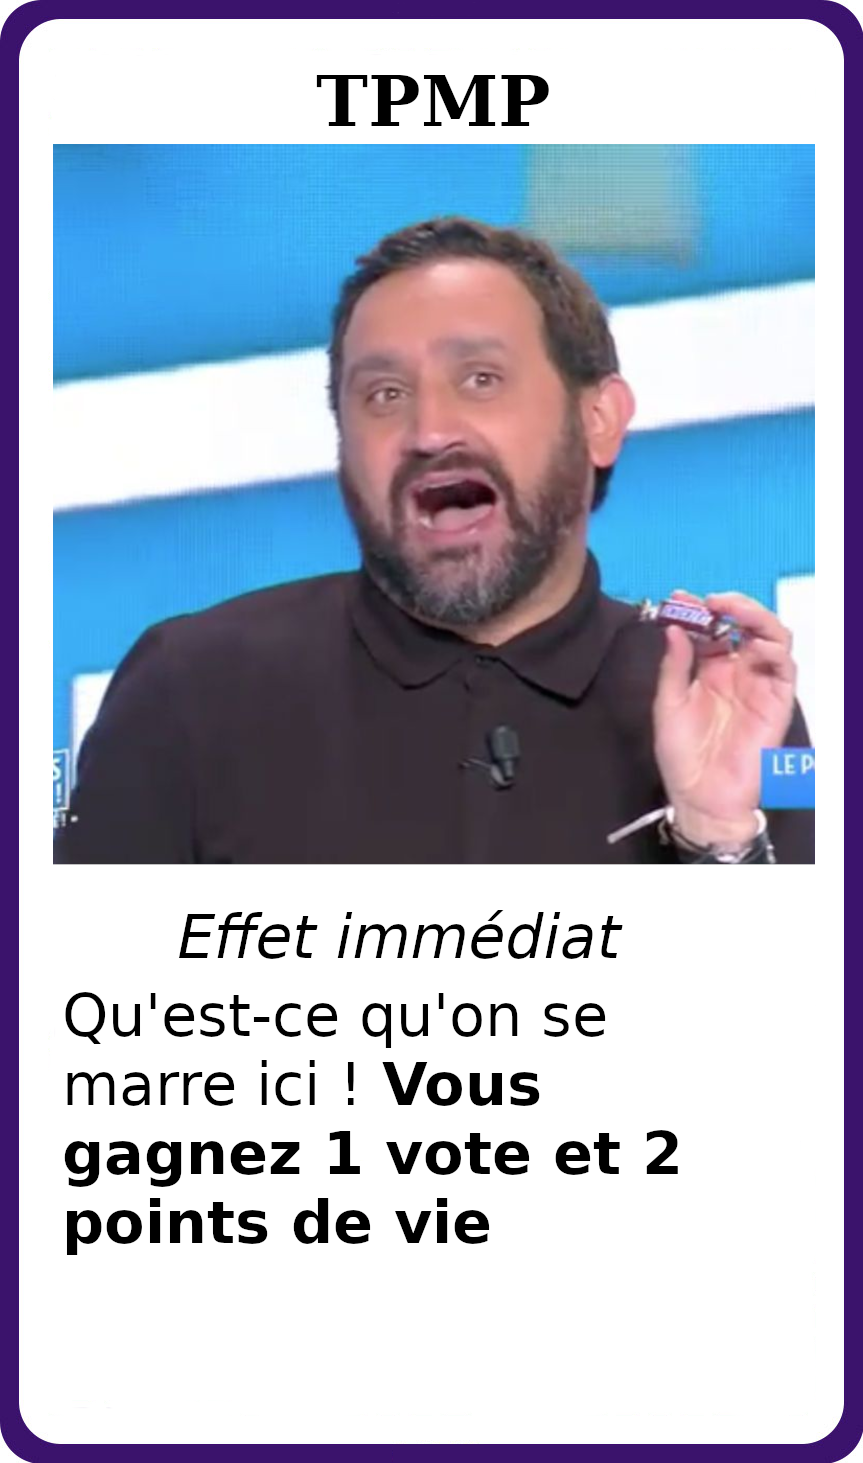 TPMP
LE P
Effet immédiat
Qu'est-ce qu'on se
marre ici ! Vous
gagnez 1 vote et 2
points de vie